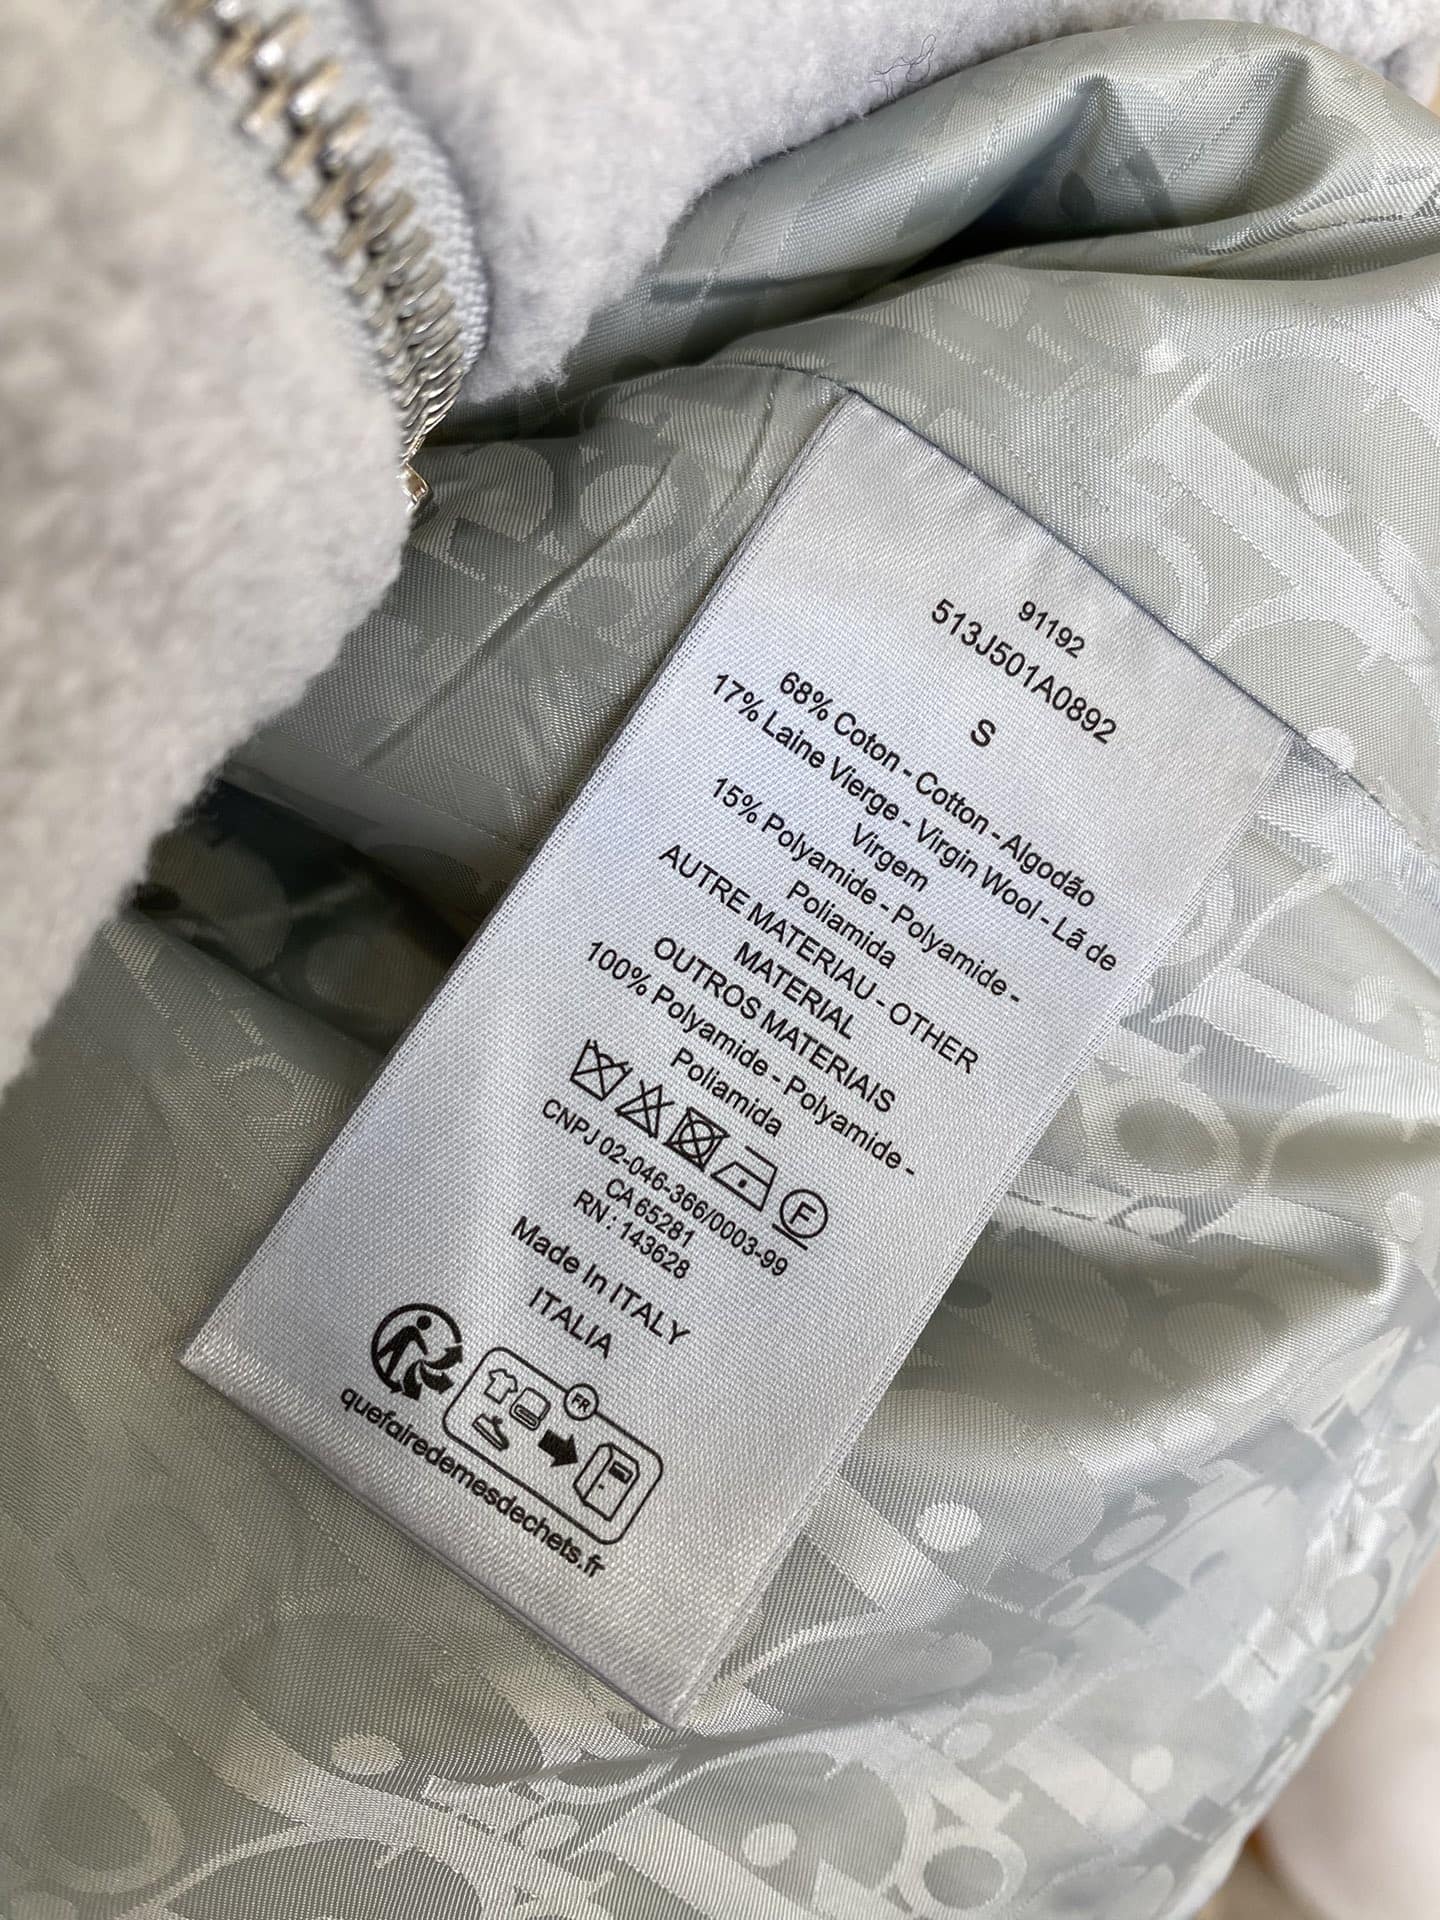 91192
513J501A0892
S
68% Coton - Cotton - Algodão
17% Laine Vierge - Virgin Wool - Lã de
Virgem
15% Polyamide - Polyamide -
Poliamida
AUTRE MATERIAU - OTHER
MATERIAL
OUTROS MATERIAIS
100% Polyamide - Polyamide -
Poliamida
F
CNPJ 02-046-366/0003-99
CA 65281
RN : 143628
Made In ITALY
ITALIA
FR
quefairedemesdechets.fr